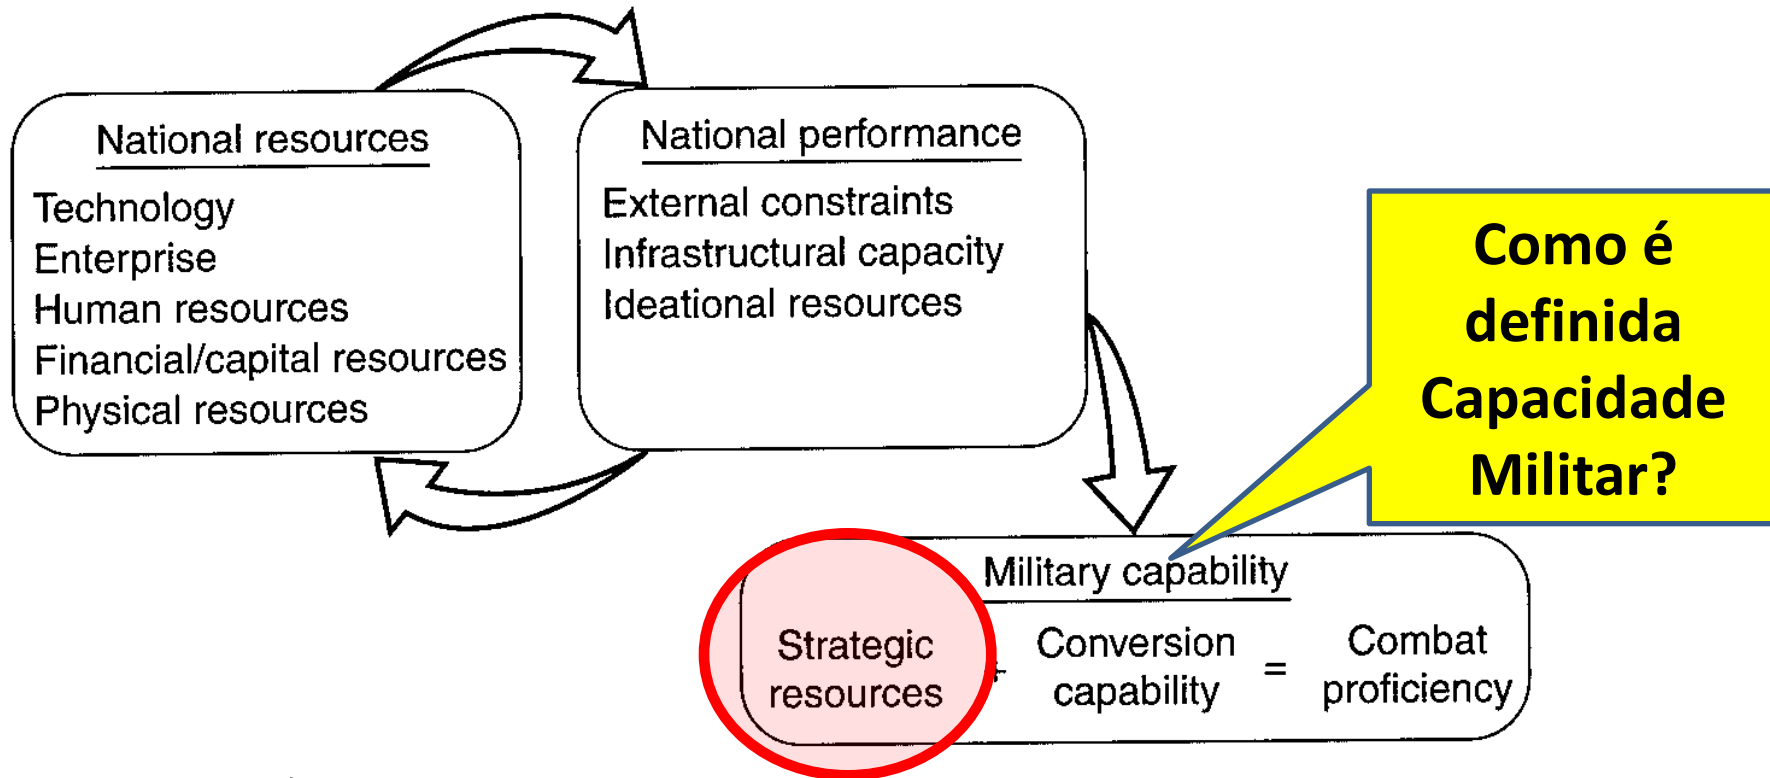 National resources
Technology
Enterprise
Human resources
Financial/capital resources
Physical resources
National performance
External constraints
Infrastructural capacity
Ideational resources
Como é
definida
Capacidade
Militar?
Military capability
Strategic
resources
+
Conversion
capability
=
Combat
proficiency